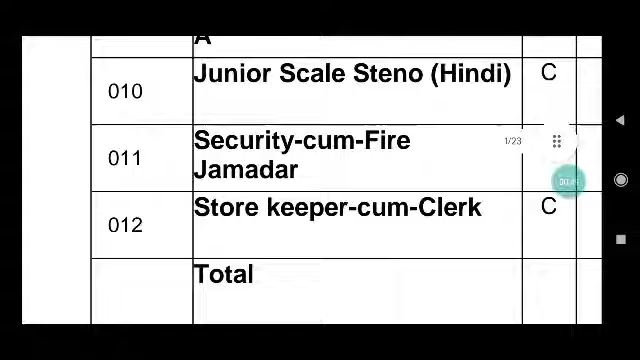 A
010 Junior Scale Steno (Hindi) C
011 Security-cum-Fire
Jamadar
1/23
012 Store keeper-cum-Clerk C
Total